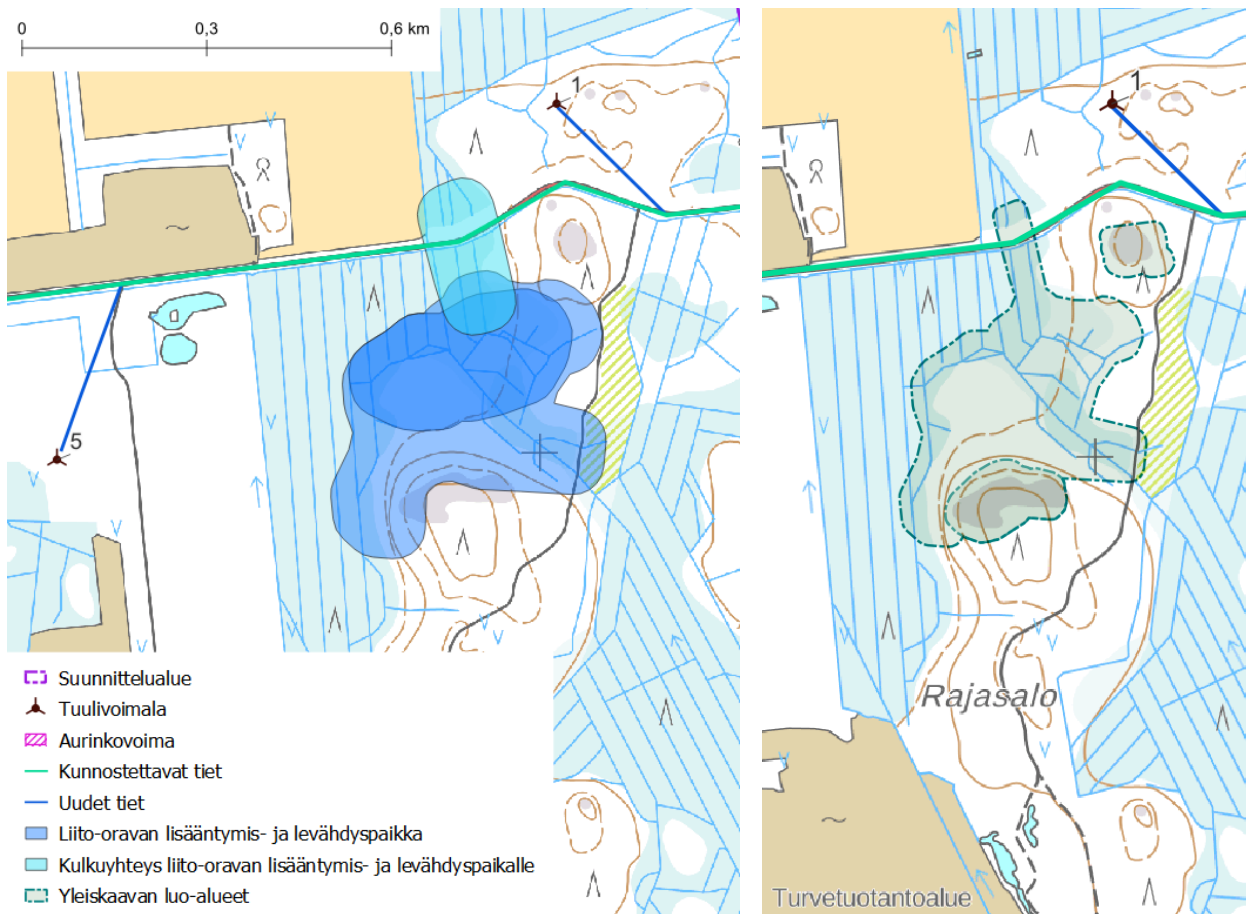 0 0,3 0,6 km
1
5
Suunnittelualue
Tuulivoimala
Aurinkovoima
Kunnostettavat tiet
Uudet tiet
Liito-oravan lisääntymis- ja levähdyspaikka
Kulkuyhteys liito-oravan lisääntymis- ja levähdyspaikalle
Yleiskaavan luo-alueet
1
Rajasalo
Turvetuotantoalue